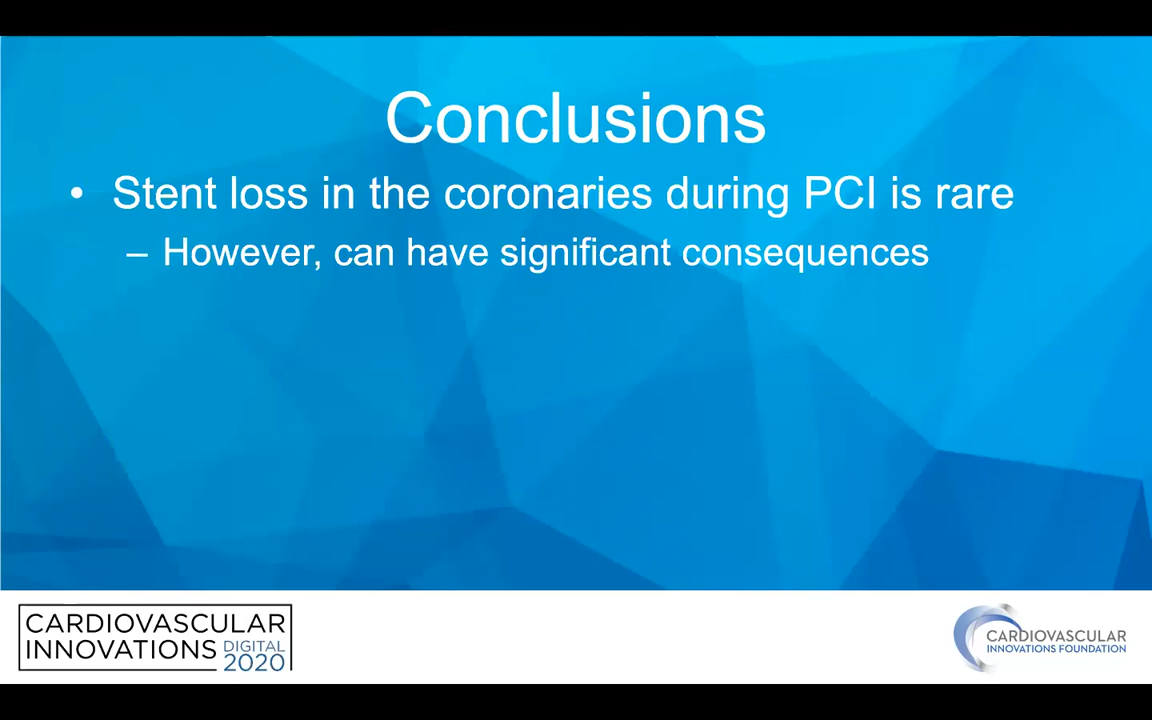 Conclusions
• Stent loss in the coronaries during PCI is rare
– However, can have significant consequences
CARDIOVASCULAR
INNOVATIONS DIGITAL
2020
CARDIOVASCULAR
INNOVATIONS FOUNDATION